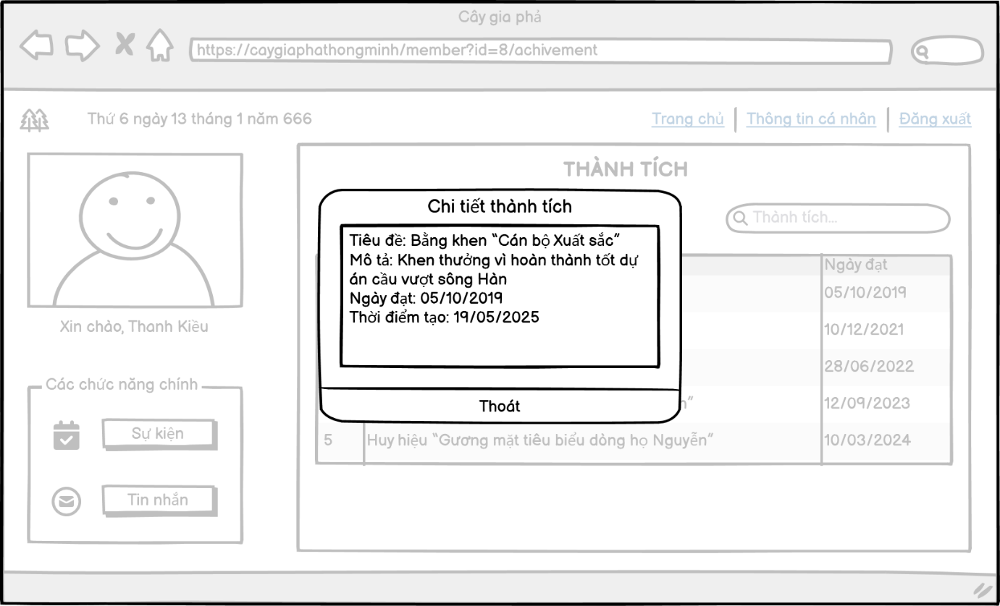 Cây gia phả
https://caygiaphathongminh/member?id=8/achivement
Thứ 6 ngày 13 tháng 1 năm 666
Trang chủ
Thông tin cá nhân
Đăng xuất
Xin chào, Thanh Kiều
Các chức năng chính
Sự kiện
Tin nhắn
THÀNH TÍCH
Thành tích...
Ngày đạt
05/10/2019
10/12/2021
28/06/2022
12/09/2023
5 Huy hiệu “Gương mặt tiêu biểu dòng họ Nguyễn” 10/03/2024
Chi tiết thành tích
Tiêu đề: Bằng khen “Cán bộ Xuất sắc”
Mô tả: Khen thưởng vì hoàn thành tốt dự
án cầu vượt sông Hàn
Ngày đạt: 05/10/2019
Thời điểm tạo: 19/05/2025
Thoát